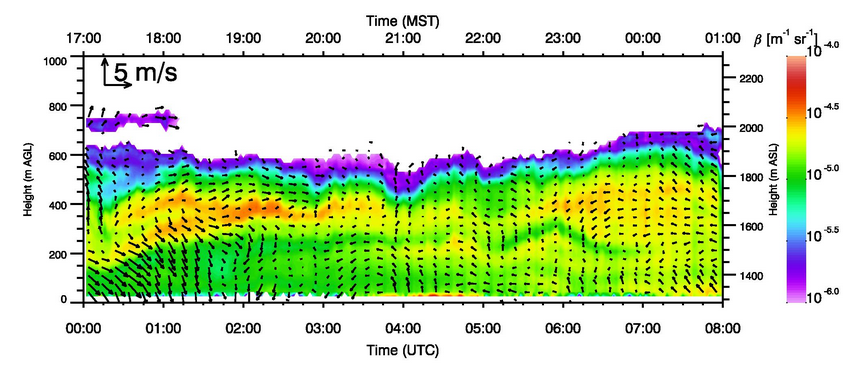 Time (MST)
17:00 18:00 19:00 20:00 21:00 22:00 23:00 00:00 01:00
β [m⁻¹ sr⁻¹]
1000
800
600
400
200
0
Height (m AGL)
5 m/s
2200
2000
1800
1600
1400
Height (m ASL)
10^-4.0
10^-4.5
10^-5.0
10^-5.5
10^-6.0
00:00 01:00 02:00 03:00 04:00 05:00 06:00 07:00 08:00
Time (UTC)